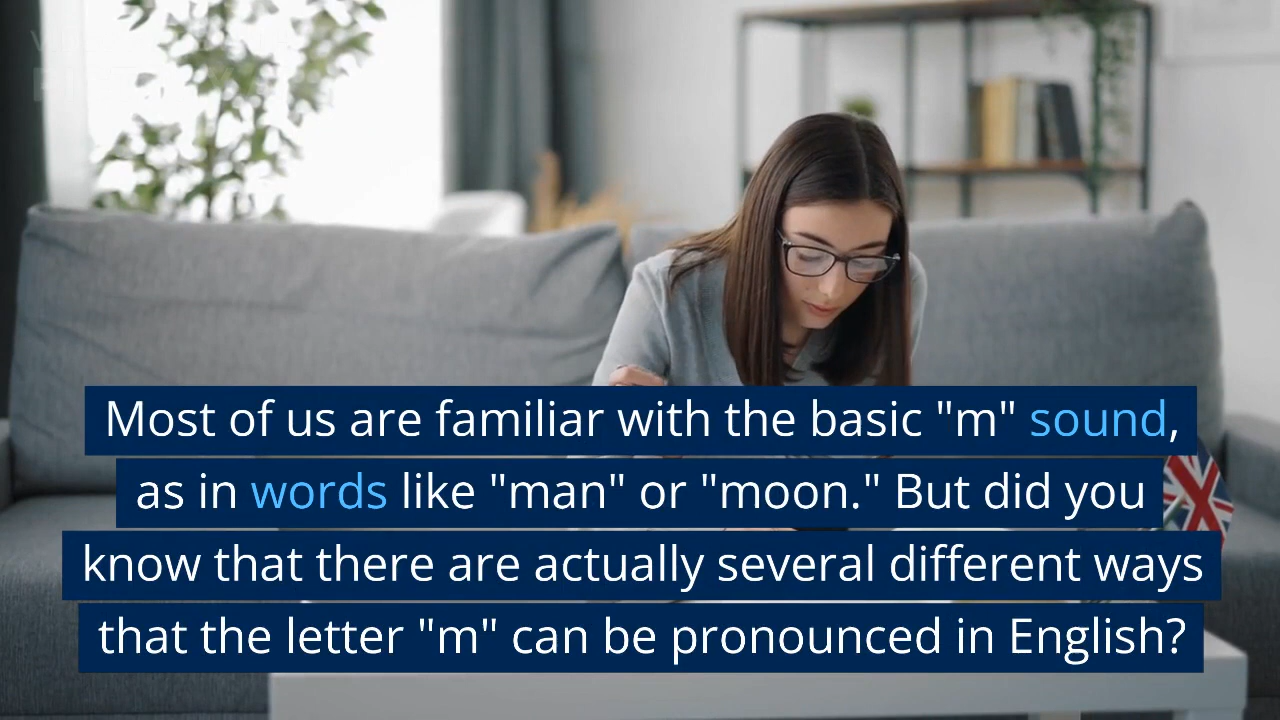 Most of us are familiar with the basic "m" sound,
as in words like "man" or "moon." But did you
know that there are actually several different ways
that the letter "m" can be pronounced in English?